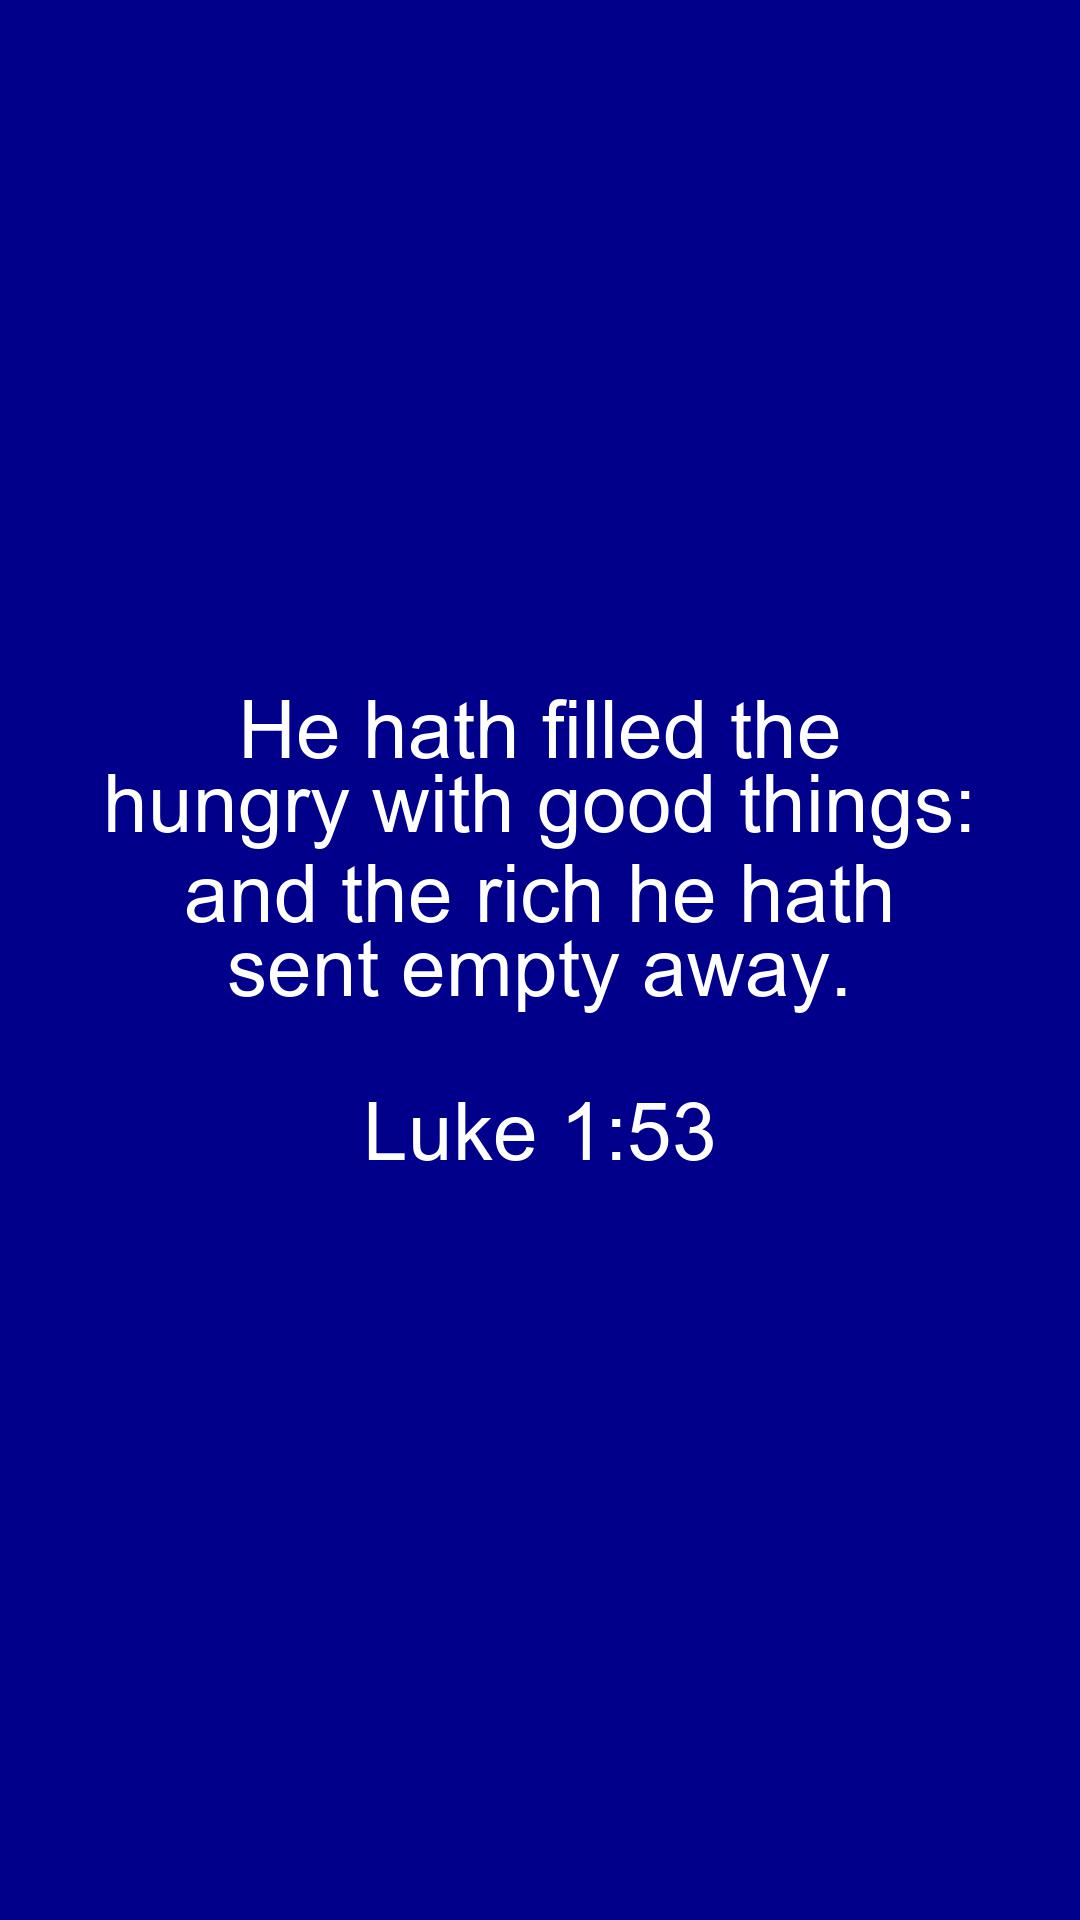 He hath filled the
hungry with good things:
and the rich he hath
sent empty away.
Luke 1:53